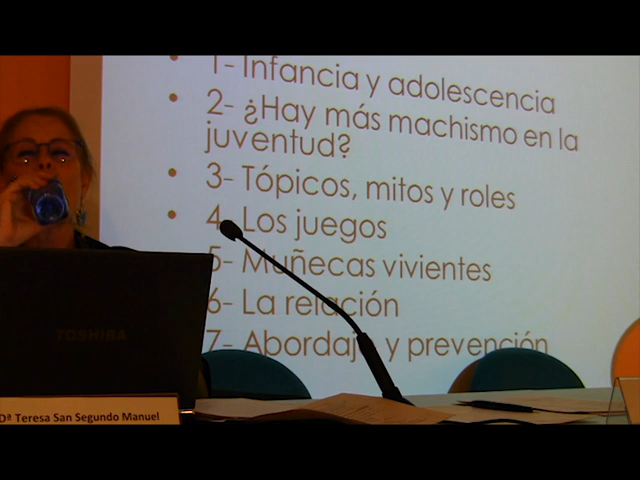 • 1- Infancia y adolescencia
• 2- ¿Hay más machismo en la
juventud?
• 3- Tópicos, mitos y roles
• 4- Los juegos
5- Muñecas vivientes
6- La relación
7- Abordaje y prevención
TOSHIBA
Dª Teresa San Segundo Manuel